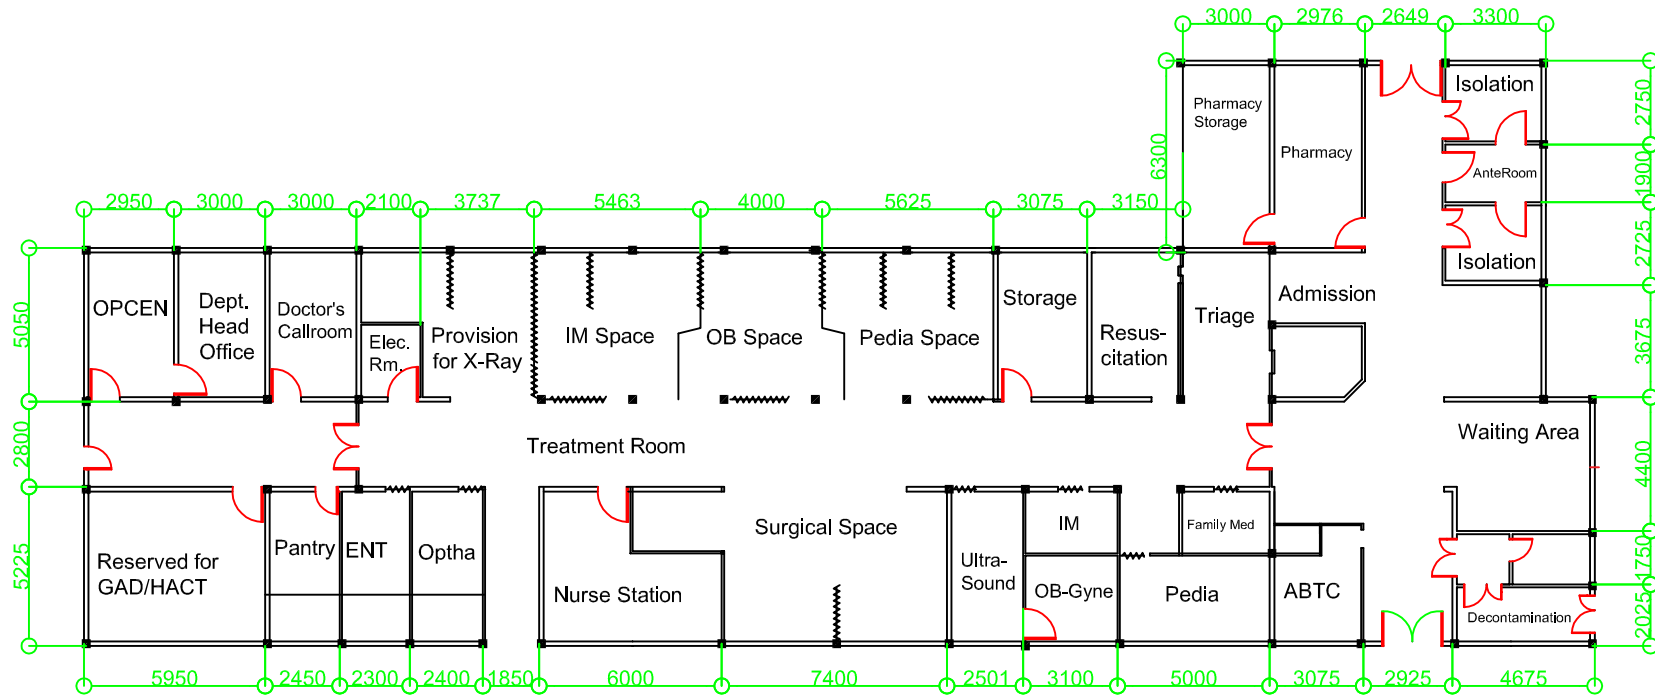 3000 2976 2649 3300
Isolation
2750
Pharmacy
Storage
Pharmacy
6300
AnteRoom
1900
2950 3000 3000 2100 3737 5463 4000 5625 3075 3150
2725
Isolation
OPCEN
Dept.
Head
Office
Doctor's
Callroom
Elec.
Rm.
Provision
for X-Ray
IM Space
OB Space
Pedia Space
Storage
Resus-
citation
Triage
Admission
5050
3675
2800
Treatment Room
Waiting Area
4400
Reserved for
GAD/HACT
Pantry
ENT
Optha
Nurse Station
Surgical Space
Ultra-
Sound
IM
OB-Gyne
Family Med
Pedia
ABTC
Decontamination
5225
1750
2025
5950 2450 2300 2400 1850 6000 7400 2501 3100 5000 3075 2925 4675